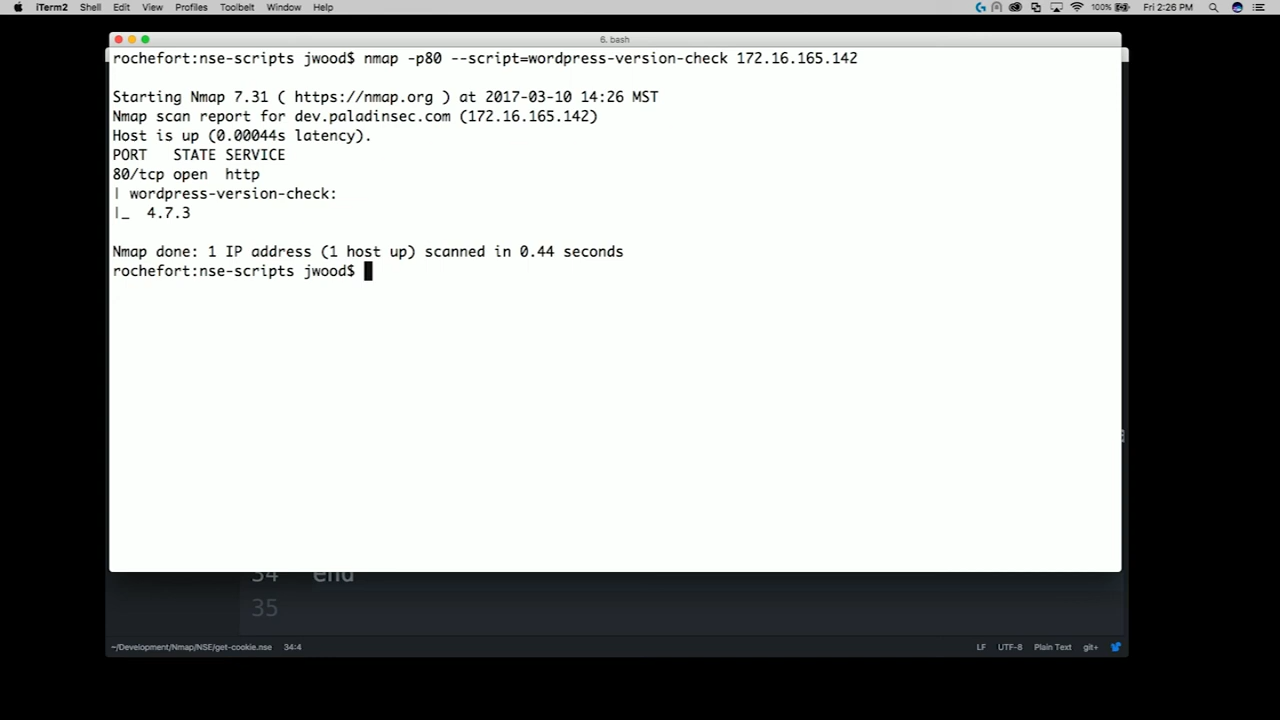 iTerm2 Shell Edit View Profiles Toolbelt Window Help 100% Fri 2:26 PM
6. bash
rochefort:nse-scripts jwood$ nmap -p80 --script=wordpress-version-check 172.16.165.142
Starting Nmap 7.31 ( https://nmap.org ) at 2017-03-10 14:26 MST
Nmap scan report for dev.paladinsec.com (172.16.165.142)
Host is up (0.00044s latency).
PORT   STATE SERVICE
80/tcp open  http
| wordpress-version-check:
|_  4.7.3
Nmap done: 1 IP address (1 host up) scanned in 0.44 seconds
rochefort:nse-scripts jwood$
34 end
35
~/Development/Nmap/NSE/get-cookie.nse 34:4 LF UTF-8 Plain Text git+